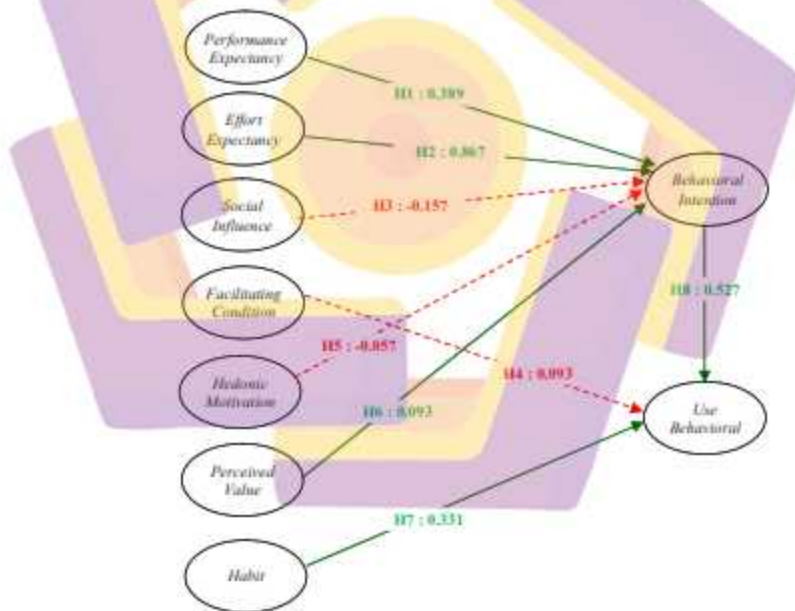 Performance
Expectancy
H1 : 0.389
Effort
Expectancy
H2 : 0.867
Behavioral
Intention
Social
Influence
H3 : -0.157
Facilitating
Condition
H8 : 0.527
H5 : -0.057
Hedonic
Motivation
H4 : 0.093
H6 : 0.093
Use
Behavioral
Perceived
Value
H7 : 0.331
Habit